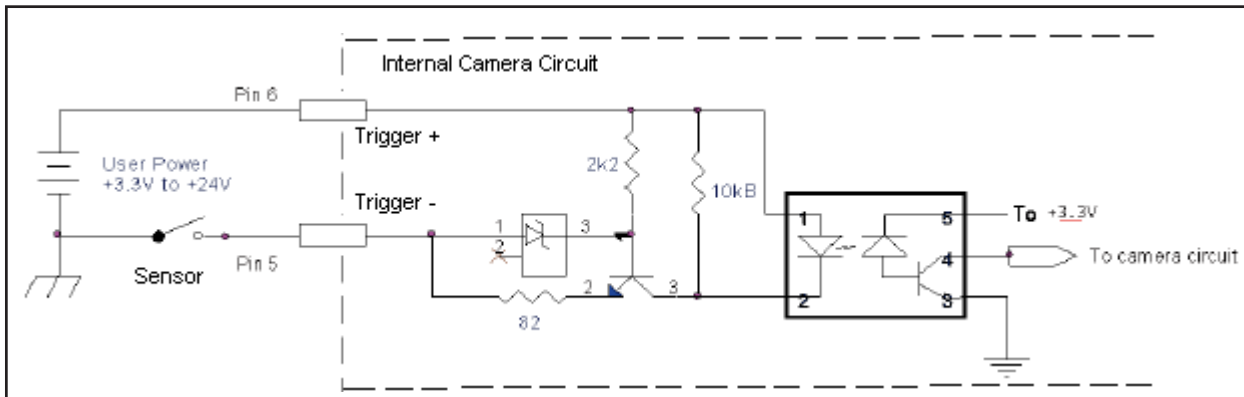 Internal Camera Circuit
Pin 6
Trigger +
User Power
+3.3V to +24V
2k2
10kB
Trigger -
1
2
3
1
Sensor
Pin 5
82
2
3
1
2
5
4
3
To +3.3V
To camera circuit